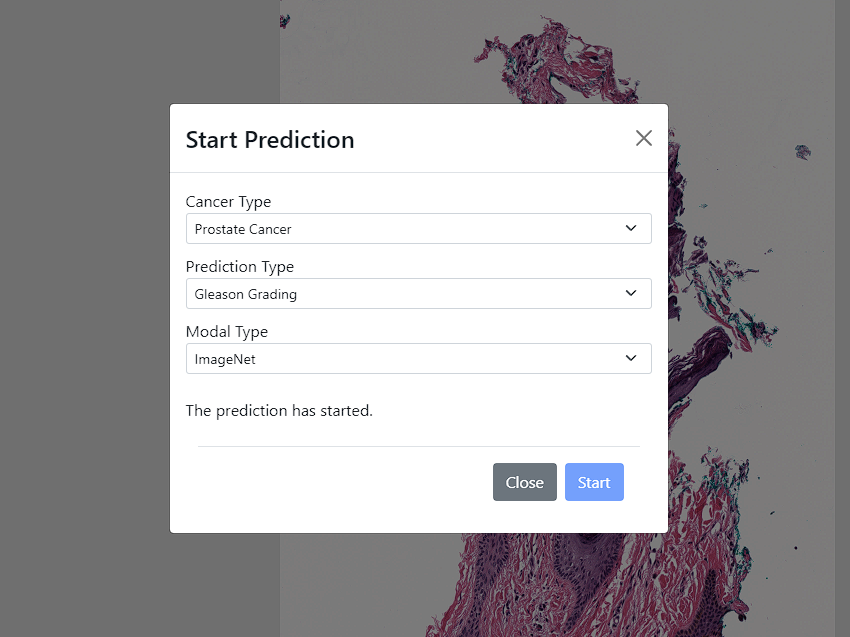 Start Prediction
Cancer Type
Prostate Cancer
Prediction Type
Gleason Grading
Modal Type
ImageNet
The prediction has started.
Close Start